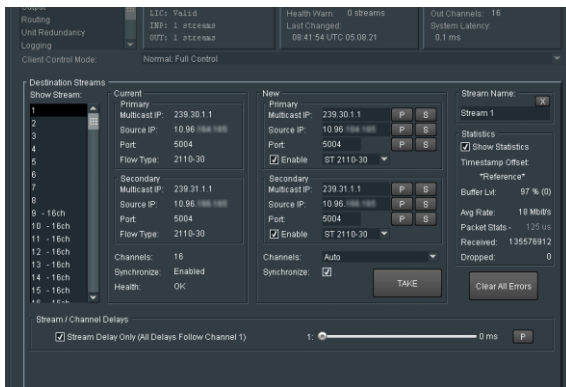 Output
Routing
Unit Redundancy
Logging
LIC: Valid
INP: 1 streams
OUT: 1 streams
Health Warn: 0 streams
Last Changed:
08:41:54 UTC 05.08.21
Out Channels: 16
System Latency:
0.1 ms
Client Control Mode: Normal: Full Control
Destination Streams
Show Stream:
1
2
3
4
5
6
7
8
9 - 16ch
10 - 16ch
11 - 16ch
12 - 16ch
13 - 16ch
14 - 16ch
15 - 16ch
16 - 16ch
Current
Primary
Multicast IP: 239.30.1.1
Source IP: 10.96
Port: 5004
Flow Type: 2110-30
Secondary
Multicast IP: 239.31.1.1
Source IP: 10.96.
Port: 5004
Flow Type: 2110-30
Channels: 16
Synchronize: Enabled
Health: OK
New
Primary
Multicast IP: 239.30.1.1 P S
Source IP: 10.96 P S
Port: 5004 P S
Enable ST 2110-30
Secondary
Multicast IP: 239.31.1.1 P S
Source IP: 10.96. P S
Port: 5004 P S
Enable ST 2110-30
Channels: Auto
Synchronize:
TAKE
Stream Name:
X
Stream 1
Statistics
Show Statistics
Timestamp Offset:
*Reference*
Buffer Lvl: 97 % (0)
Avg Rate: 18 Mbit/s
Packet Stats - 125 us
Received: 135576912
Dropped: 0
Clear All Errors
Stream / Channel Delays
Stream Delay Only (All Delays Follow Channel 1) 1: 0 ms P